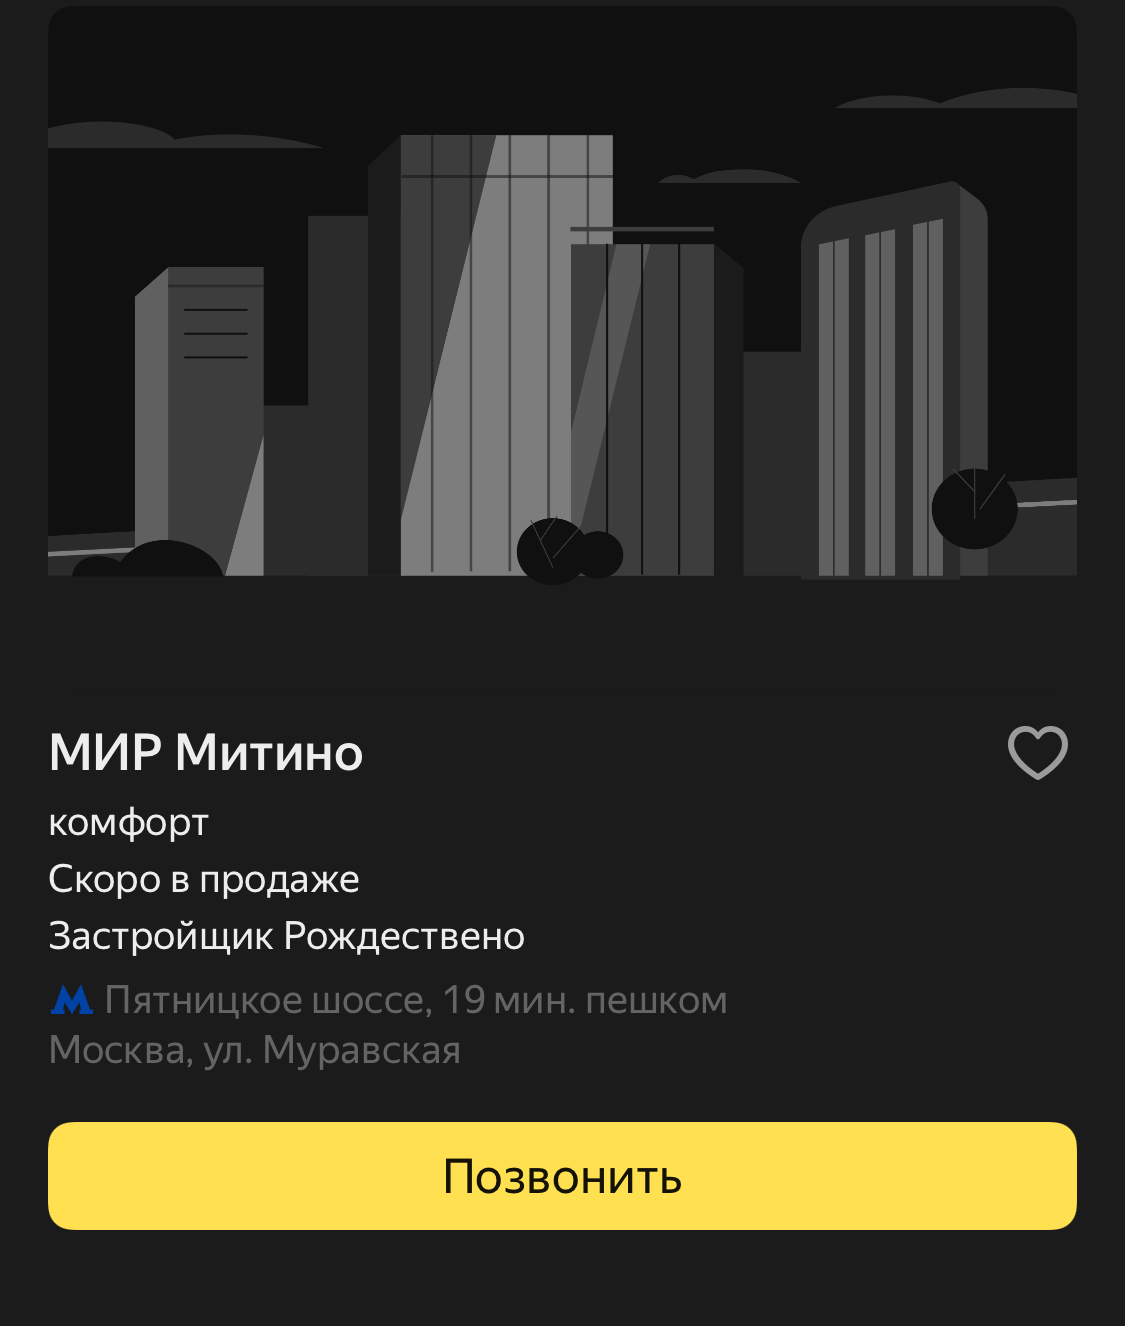 МИР Митино
комфорт
Скоро в продаже
Застройщик Рождествено
Пятницкое шоссе, 19 мин. пешком
Москва, ул. Муравская
Позвонить